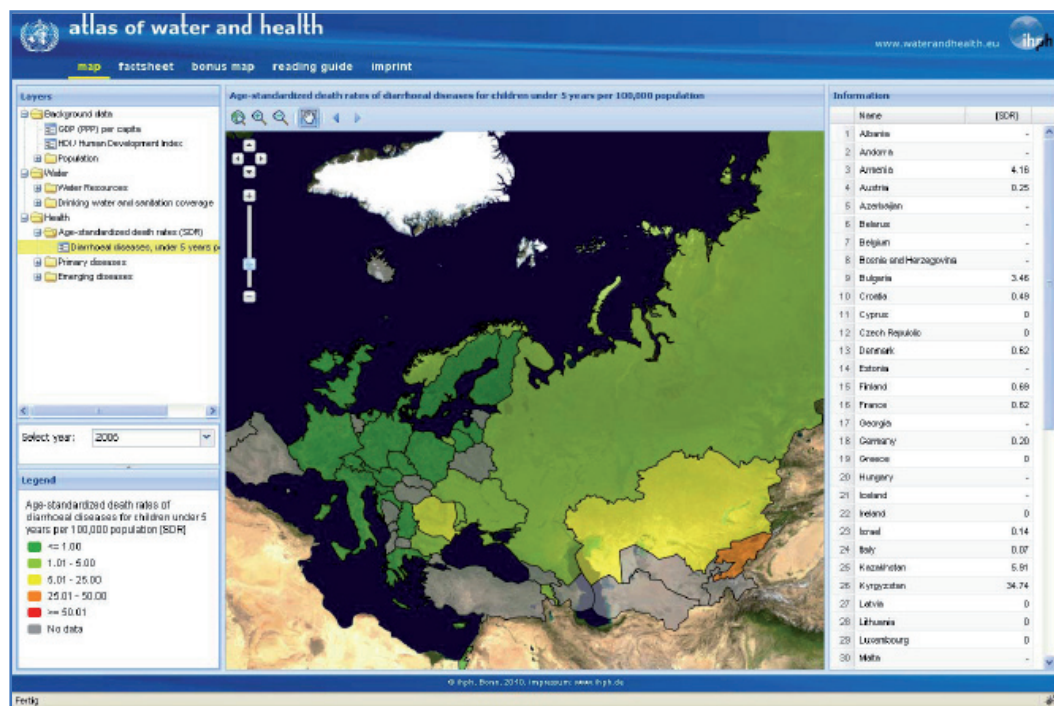 atlas of water and health
www.waterandhealth.eu
ihph
map factsheet bonus map reading guide imprint
Layers
Background data
GDP (PPP) per capita
HDI/ Human Development Index
Population
Water
Water Resources
Drinking water and sanitation coverage
Health
Age-standardized death rates (SDR)
Diarrhoeal diseases, under 5 years p
Primary diseases
Emerging diseases
Select year: 2006
Legend
Age-standardized death rates of
diarrhoeal diseases for children under 5
years per 100,000 population [SDR]
<= 1.00
1.01 - 5.00
5.01 - 25.00
25.01 - 50.00
>= 50.01
No data
Age-standardized death rates of diarrhoeal diseases for children under 5 years per 100,000 population
Information
Name [SDR]
1 Albania -
2 Andorra -
3 Armenia 4.16
4 Austria 0.25
5 Azerbaijan -
6 Belarus -
7 Belgium -
8 Bosnia and Herzegovina -
9 Bulgaria 3.46
10 Croatia 0.49
11 Cyprus 0
12 Czech Republic 0
13 Denmark 0.62
14 Estonia -
15 Finland 0.69
16 France 0.62
17 Georgia -
18 Germany 0.20
19 Greece 0
20 Hungary -
21 Iceland -
22 Ireland 0
23 Israel 0.14
24 Italy 0.07
25 Kazakhstan 5.91
26 Kyrgyzstan 34.74
27 Latvia 0
28 Lithuania 0
29 Luxembourg 0
30 Malta -
© ihph, Bonn, 2010, impressum: www.ihph.de
Fertig